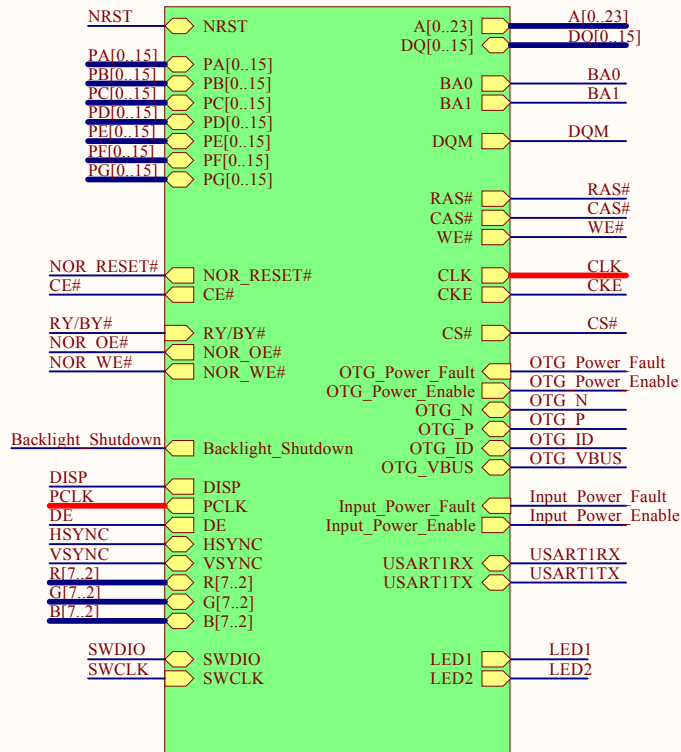 NRST NRST A[0..23] A[0..23]
DQ[0..15] DQ[0..15]
PA[0..15] PA[0..15]
PB[0..15] PB[0..15] BA0 BA0
PC[0..15] PC[0..15] BA1 BA1
PD[0..15] PD[0..15]
PE[0..15] PE[0..15] DQM DQM
PF[0..15] PF[0..15]
PG[0..15] PG[0..15]
RAS# RAS#
CAS# CAS#
WE# WE#
NOR_RESET# NOR_RESET# CLK CLK
CE# CE# CKE CKE
RY/BY# RY/BY# CS# CS#
NOR_OE# NOR_OE#
NOR_WE# NOR_WE# OTG_Power_Fault OTG_Power_Fault
OTG_Power_Enable OTG_Power_Enable
OTG_N OTG_N
OTG_P OTG_P
Backlight_Shutdown Backlight_Shutdown OTG_ID OTG_ID
OTG_VBUS OTG_VBUS
DISP DISP
PCLK PCLK Input_Power_Fault Input_Power_Fault
DE DE Input_Power_Enable Input_Power_Enable
HSYNC HSYNC
VSYNC VSYNC USART1RX USART1RX
R[7..2] R[7..2] USART1TX USART1TX
G[7..2] G[7..2]
B[7..2] B[7..2]
SWDIO SWDIO LED1 LED1
SWCLK SWCLK LED2 LED2